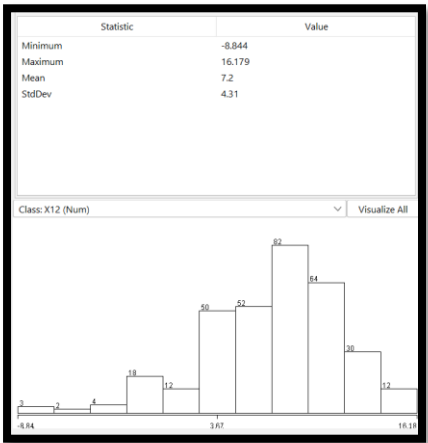 Statistic Value
Minimum -8.844
Maximum 16.179
Mean 7.2
StdDev 4.31
Class: X12 (Num) Visualize All
82
64
50 52
30
18
12 12
3 2 4
-8.84 3.67 16.18